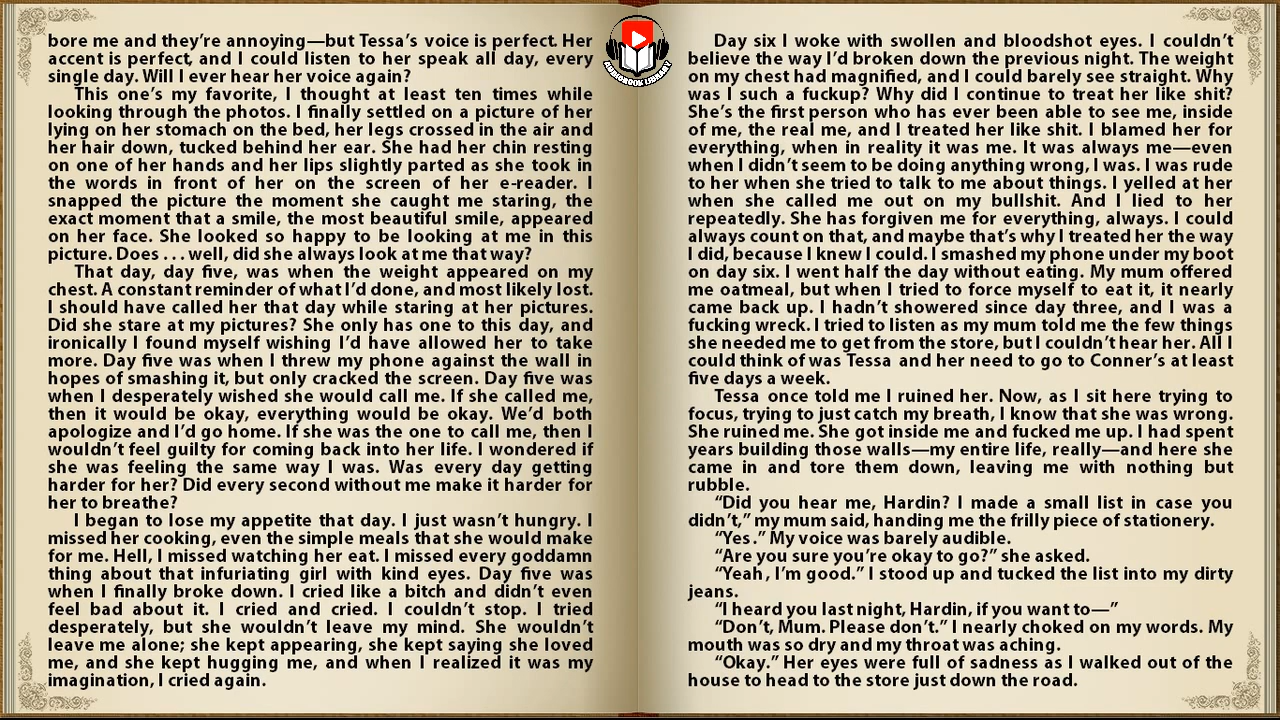 bore me and they're annoying—but Tessa's voice is perfect. Her
accent is perfect, and I could listen to her speak all day, every
single day. Will I ever hear her voice again?
This one's my favorite, I thought at least ten times while
looking through the photos. I finally settled on a picture of her
lying on her stomach on the bed, her legs crossed in the air and
her hair down, tucked behind her ear. She had her chin resting
on one of her hands and her lips slightly parted as she took in
the words in front of her on the screen of her e-reader. I
snapped the picture the moment she caught me staring, the
exact moment that a smile, the most beautiful smile, appeared
on her face. She looked so happy to be looking at me in this
picture. Does . . . well, did she always look at me that way?
That day, day five, was when the weight appeared on my
chest. A constant reminder of what I'd done, and most likely lost.
I should have called her that day while staring at her pictures.
Did she stare at my pictures? She only has one to this day, and
ironically I found myself wishing I'd have allowed her to take
more. Day five was when I threw my phone against the wall in
hopes of smashing it, but only cracked the screen. Day five was
when I desperately wished she would call me. If she called me,
then it would be okay, everything would be okay. We'd both
apologize and I'd go home. If she was the one to call me, then I
wouldn't feel guilty for coming back into her life. I wondered if
she was feeling the same way I was. Was every day getting
harder for her? Did every second without me make it harder for
her to breathe?
I began to lose my appetite that day. I just wasn't hungry. I
missed her cooking, even the simple meals that she would make
for me. Hell, I missed watching her eat. I missed every goddamn
thing about that infuriating girl with kind eyes. Day five was
when I finally broke down. I cried like a bitch and didn't even
feel bad about it. I cried and cried. I couldn't stop. I tried
desperately, but she wouldn't leave my mind. She wouldn't
leave me alone; she kept appearing, she kept saying she loved
me, and she kept hugging me, and when I realized it was my
imagination, I cried again.
AUDIOBOOK LIBRARY
Day six I woke with swollen and bloodshot eyes. I couldn't
believe the way I'd broken down the previous night. The weight
on my chest had magnified, and I could barely see straight. Why
was I such a fuckup? Why did I continue to treat her like shit?
She's the first person who has ever been able to see me, inside
of me, the real me, and I treated her like shit. I blamed her for
everything, when in reality it was me. It was always me—even
when I didn't seem to be doing anything wrong, I was. I was rude
to her when she tried to talk to me about things. I yelled at her
when she called me out on my bullshit. And I lied to her
repeatedly. She has forgiven me for everything, always. I could
always count on that, and maybe that's why I treated her the way
I did, because I knew I could. I smashed my phone under my boot
on day six. I went half the day without eating. My mum offered
me oatmeal, but when I tried to force myself to eat it, it nearly
came back up. I hadn't showered since day three, and I was a
fucking wreck. I tried to listen as my mum told me the few things
she needed me to get from the store, but I couldn't hear her. All I
could think of was Tessa and her need to go to Conner's at least
five days a week.
Tessa once told me I ruined her. Now, as I sit here trying to
focus, trying to just catch my breath, I know that she was wrong.
She ruined me. She got inside me and fucked me up. I had spent
years building those walls—my entire life, really—and here she
came in and tore them down, leaving me with nothing but
rubble.
“Did you hear me, Hardin? I made a small list in case you
didn't,” my mum said, handing me the frilly piece of stationery.
“Yes.” My voice was barely audible.
“Are you sure you're okay to go?” she asked.
“Yeah, I'm good.” I stood up and tucked the list into my dirty
jeans.
“I heard you last night, Hardin, if you want to—”
“Don't, Mum. Please don't.” I nearly choked on my words. My
mouth was so dry and my throat was aching.
“Okay.” Her eyes were full of sadness as I walked out of the
house to head to the store just down the road.